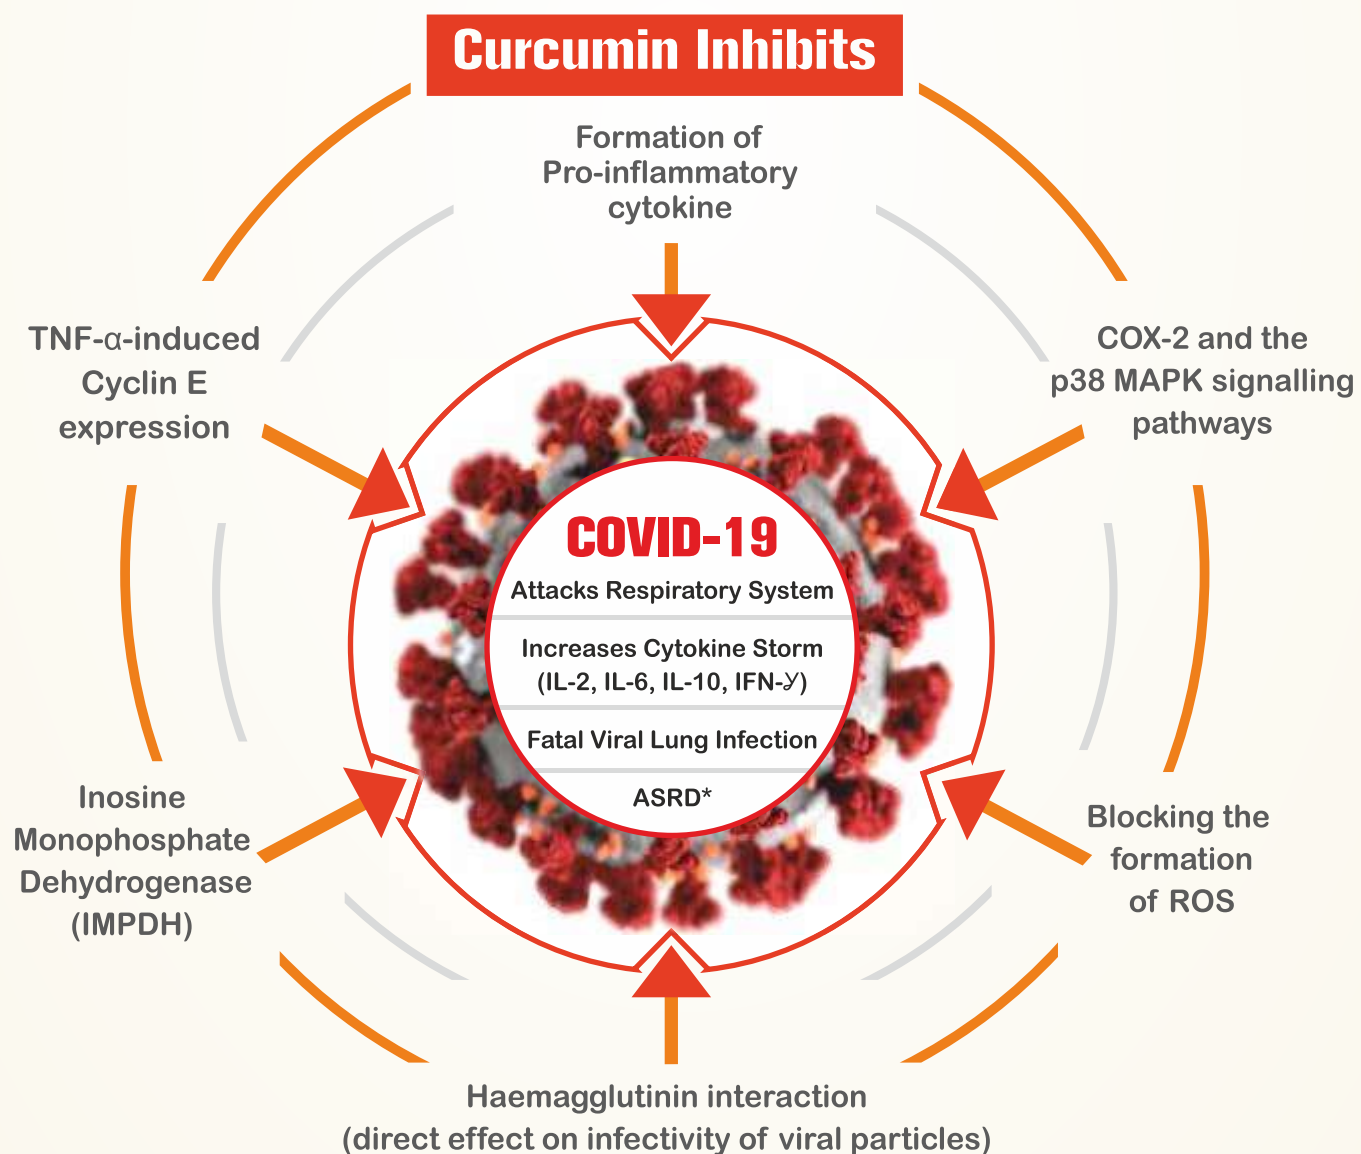 Curcumin Inhibits
Formation of
Pro-inflammatory
cytokine
TNF-α-induced
Cyclin E
expression
COX-2 and the
p38 MAPK signalling
pathways
COVID-19
Attacks Respiratory System
Increases Cytokine Storm
(IL-2, IL-6, IL-10, IFN-γ)
Fatal Viral Lung Infection
ASRD*
Inosine
Monophosphate
Dehydrogenase
(IMPDH)
Blocking the
formation
of ROS
Haemagglutinin interaction
(direct effect on infectivity of viral particles)